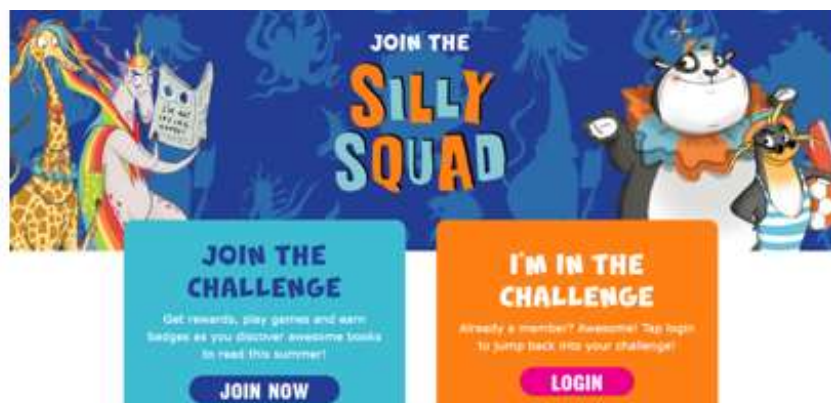 JOIN THE
SILLY
SQUAD
I'M NOT
JOIN THE
CHALLENGE
Get rewards, play games and earn
badges as you discover awesome books
to read this summer!
JOIN NOW
I'M IN THE
CHALLENGE
Already a member? Awesome! Tap login
to jump back into your challenge!
LOGIN